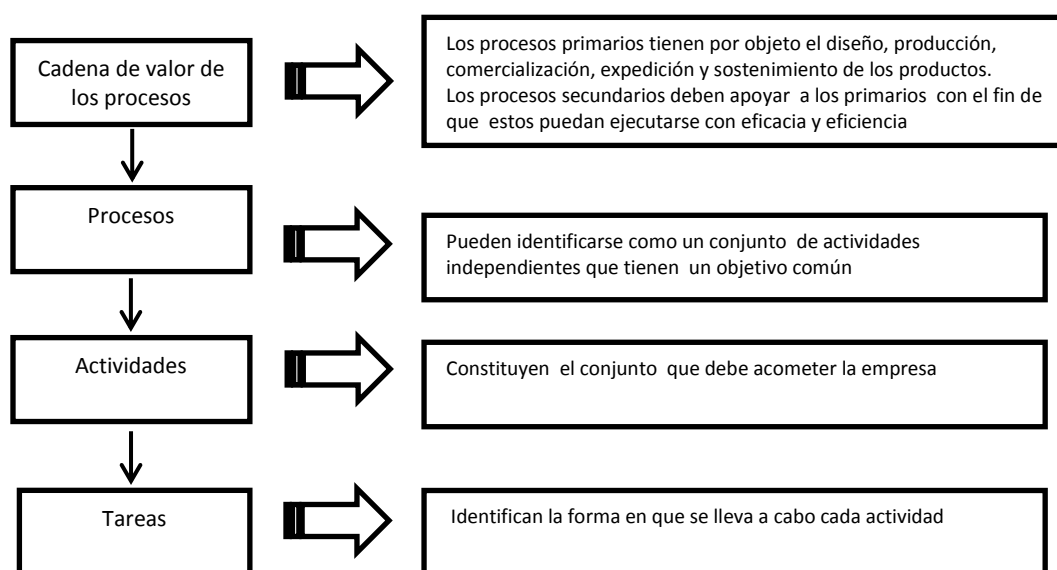 Cadena de valor de
los procesos
Los procesos primarios tienen por objeto el diseño, producción,
comercialización, expedición y sostenimiento de los productos.
Los procesos secundarios deben apoyar a los primarios con el fin de
que estos puedan ejecutarse con eficacia y eficiencia
Procesos
Pueden identificarse como un conjunto de actividades
independientes que tienen un objetivo común
Actividades
Constituyen el conjunto que debe acometer la empresa
Tareas
Identifican la forma en que se lleva a cabo cada actividad